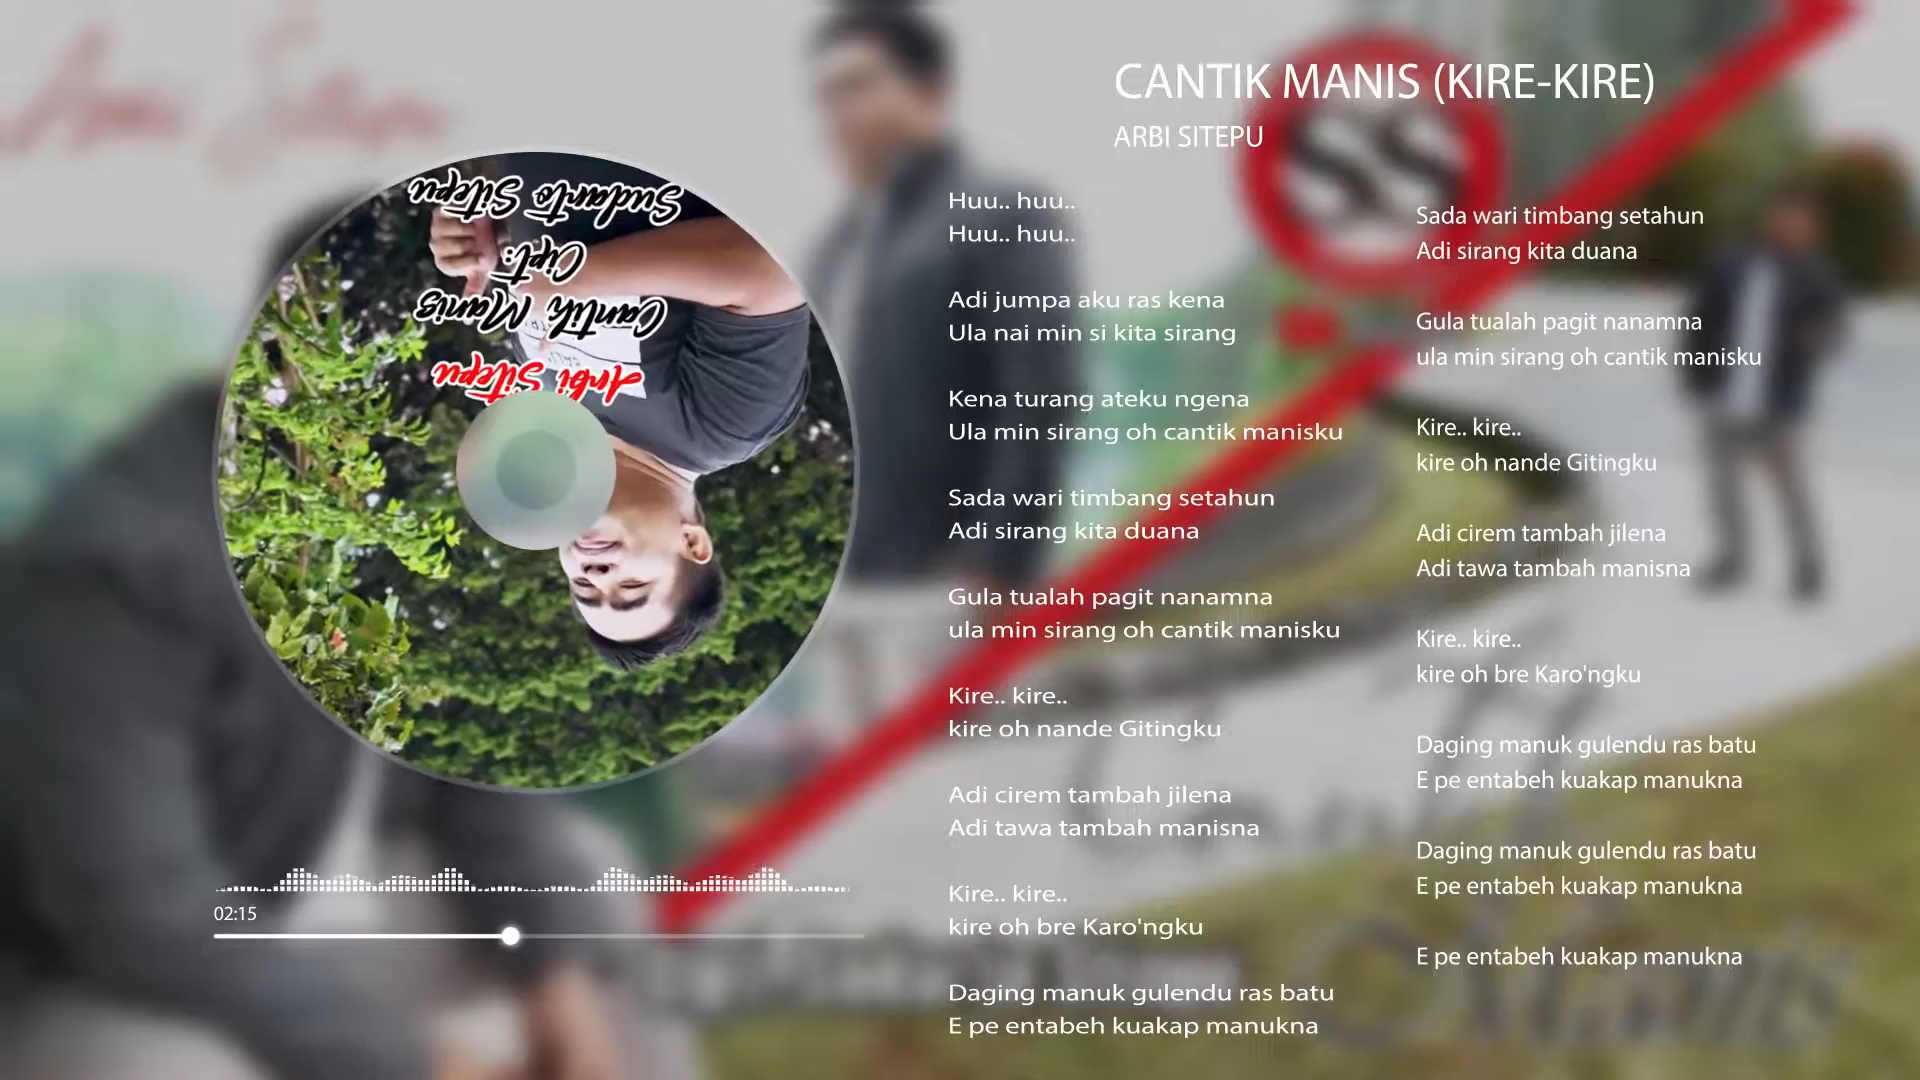 CANTIK MANIS (KIRE-KIRE)
ARBI SITEPU
Sudarto Sitepu
Cipt:
Cantik Manis
Arbi Sitepu
02:15
Huu.. huu..
Huu.. huu..
Adi jumpa aku ras kena
Ula nai min si kita sirang
Kena turang ateku ngena
Ula min sirang oh cantik manisku
Sada wari timbang setahun
Adi sirang kita duana
Gula tualah pagit nanamna
ula min sirang oh cantik manisku
Kire.. kire..
kire oh nande Gitingku
Adi cirem tambah jilena
Adi tawa tambah manisna
Kire.. kire..
kire oh bre Karo'ngku
Daging manuk gulendu ras batu
E pe entabeh kuakap manukna
Sada wari timbang setahun
Adi sirang kita duana
Gula tualah pagit nanamna
ula min sirang oh cantik manisku
Kire.. kire..
kire oh nande Gitingku
Adi cirem tambah jilena
Adi tawa tambah manisna
Kire.. kire..
kire oh bre Karo'ngku
Daging manuk gulendu ras batu
E pe entabeh kuakap manukna
Daging manuk gulendu ras batu
E pe entabeh kuakap manukna
E pe entabeh kuakap manukna
SS